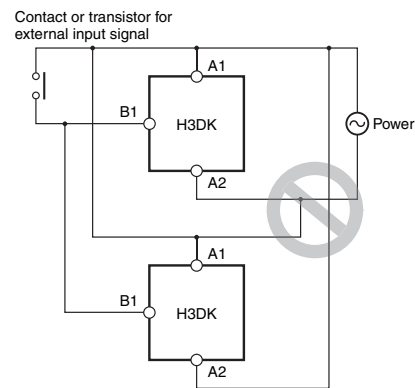 Contact or transistor for
external input signal
A1
B1
H3DK
Power
A2
A1
B1
H3DK
A2